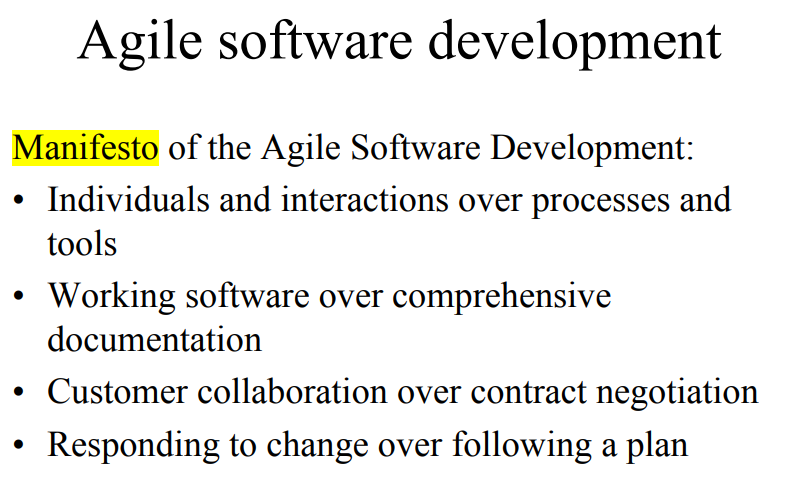 Agile software development
Manifesto of the Agile Software Development:
• Individuals and interactions over processes and
tools
• Working software over comprehensive
documentation
• Customer collaboration over contract negotiation
• Responding to change over following a plan